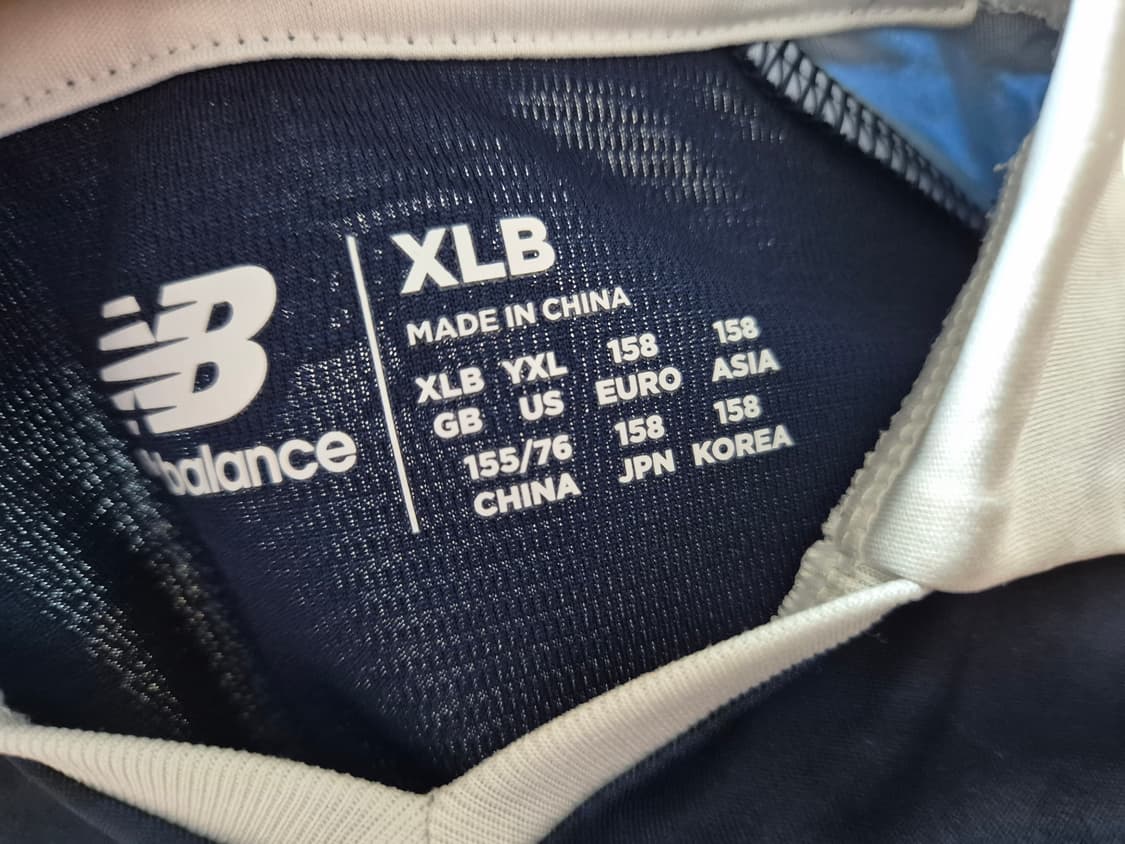 XLB
MADE IN CHINA
XLB YXL 158 158
GB US EURO ASIA
155/76 158 158
CHINA JPN KOREA
NB
balance